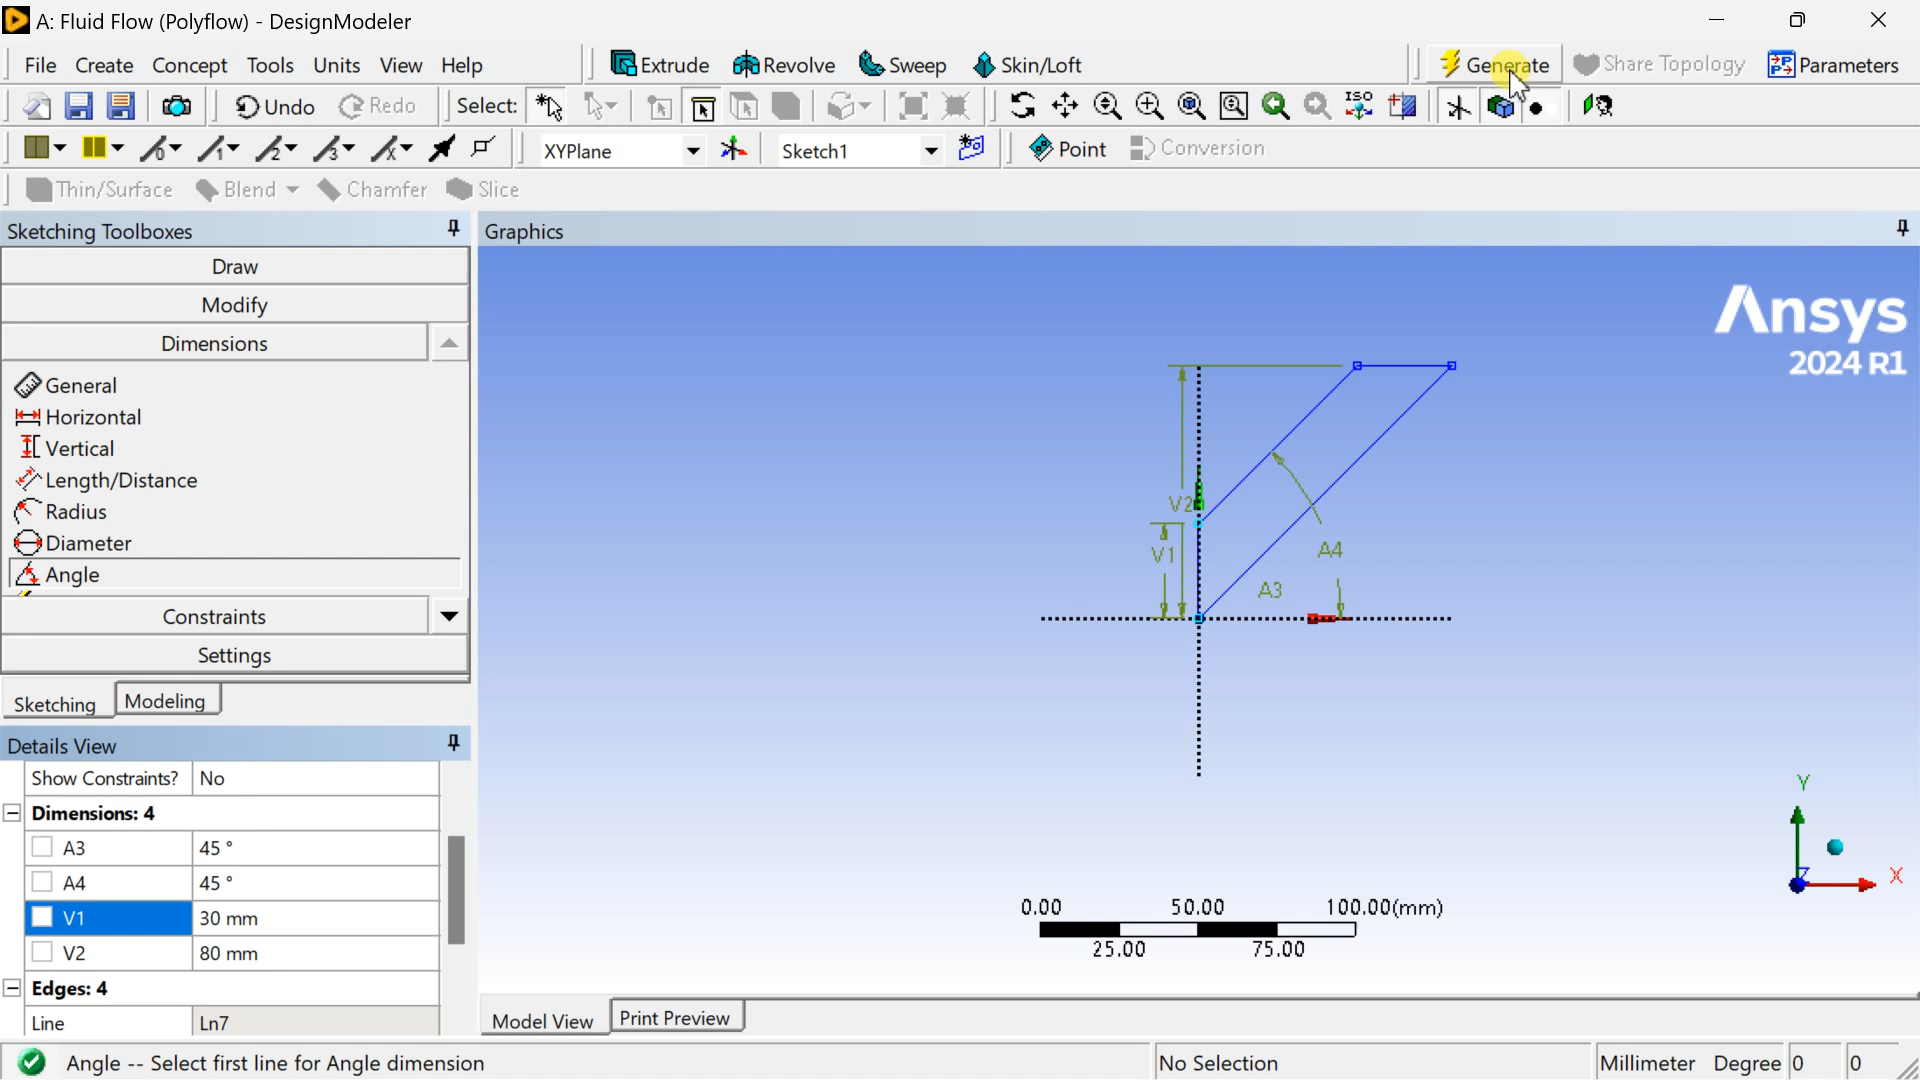 A: Fluid Flow (Polyflow) - DesignModeler
File Create Concept Tools Units View Help
Extrude Revolve Sweep Skin/Loft
Generate Share Topology Parameters
Undo Redo Select: ISO
XYPlane Sketch1 Point Conversion
Thin/Surface Blend Chamfer Slice
Sketching Toolboxes
Draw
Modify
Dimensions
General
Horizontal
Vertical
Length/Distance
Radius
Diameter
Angle
Constraints
Settings
Sketching Modeling
Details View
Show Constraints? No
Dimensions: 4
A3 45 °
A4 45 °
V1 30 mm
V2 80 mm
Edges: 4
Line Ln7
Graphics
Ansys
2024 R1
V2
V1
A4
A3
Y
Z X
0.00 50.00 100.00(mm)
25.00 75.00
Model View Print Preview
Angle -- Select first line for Angle dimension No Selection Millimeter Degree 0 0